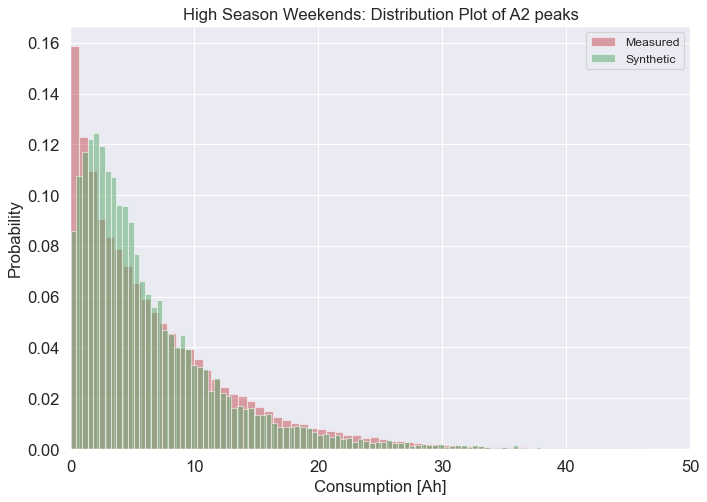 High Season Weekends: Distribution Plot of A2 peaks
Measured
Synthetic
Probability
0.16
0.14
0.12
0.10
0.08
0.06
0.04
0.02
0.00
0 10 20 30 40 50
Consumption [Ah]